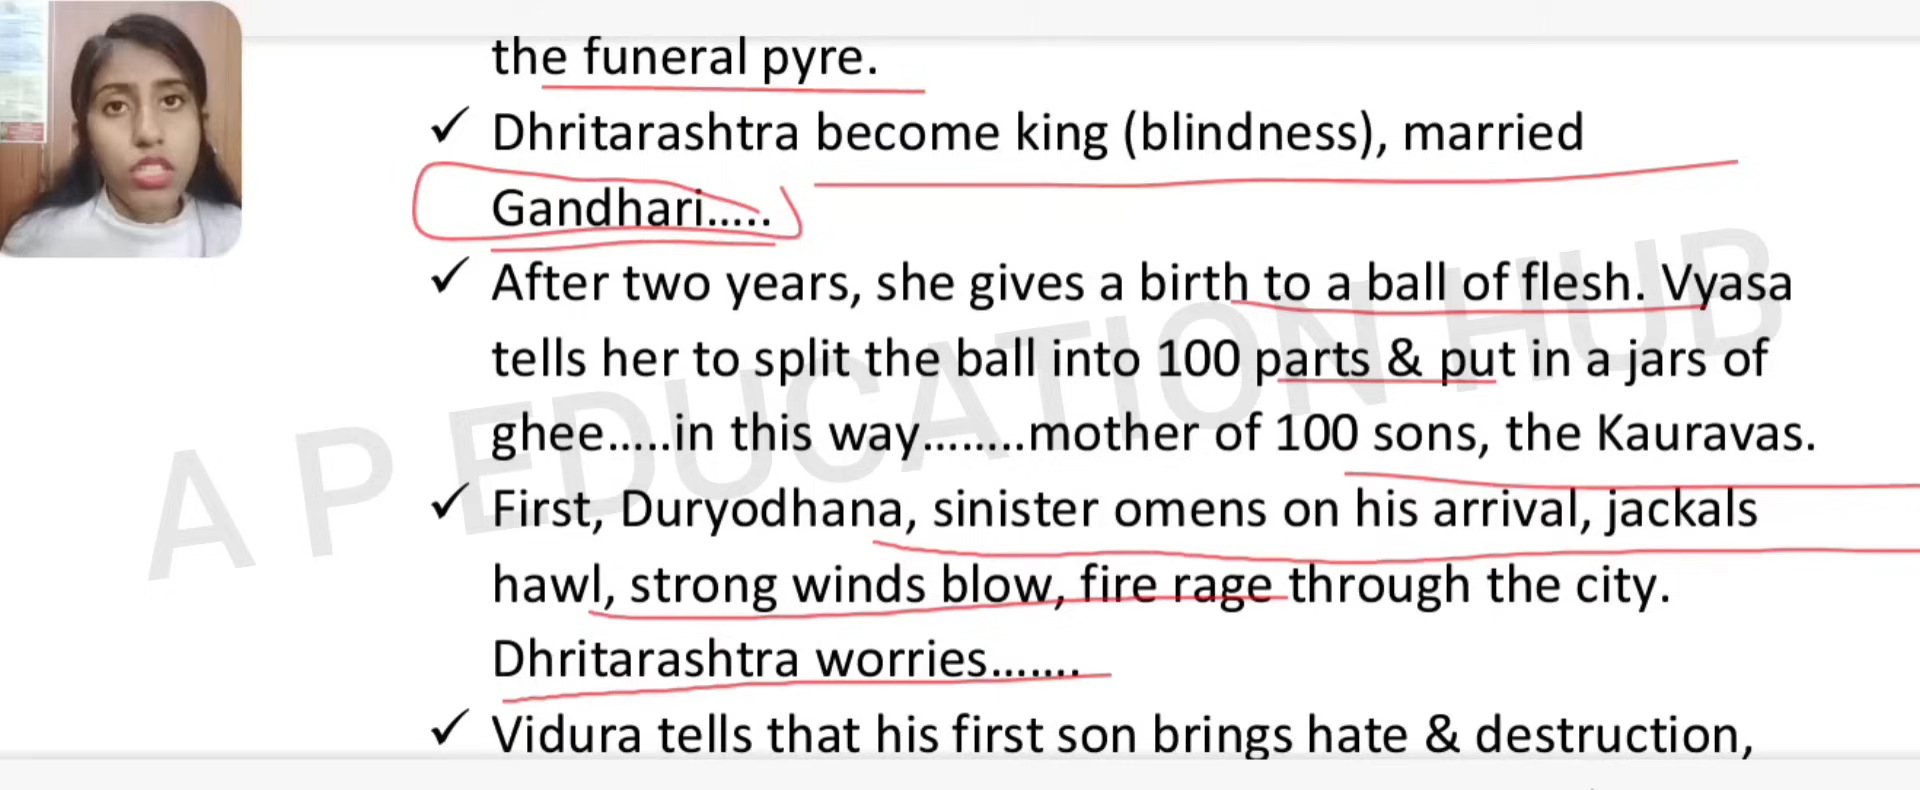 the funeral pyre.
✓ Dhritarashtra become king (blindness), married
Gandhari.....
✓ After two years, she gives a birth to a ball of flesh. Vyasa
tells her to split the ball into 100 parts & put in a jars of
ghee.....in this way........mother of 100 sons, the Kauravas.
✓ First, Duryodhana, sinister omens on his arrival, jackals
hawl, strong winds blow, fire rage through the city.
Dhritarashtra worries.......
✓ Vidura tells that his first son brings hate & destruction,
A P EDUCATION HUB